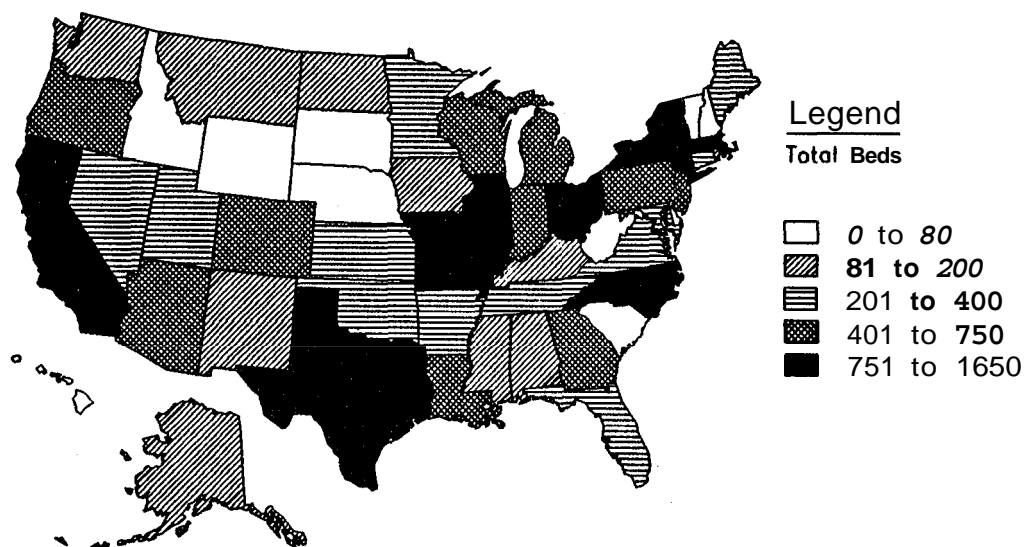 Legend
Total Beds
0 to 80
81 to 200
201 to 400
401 to 750
751 to 1650